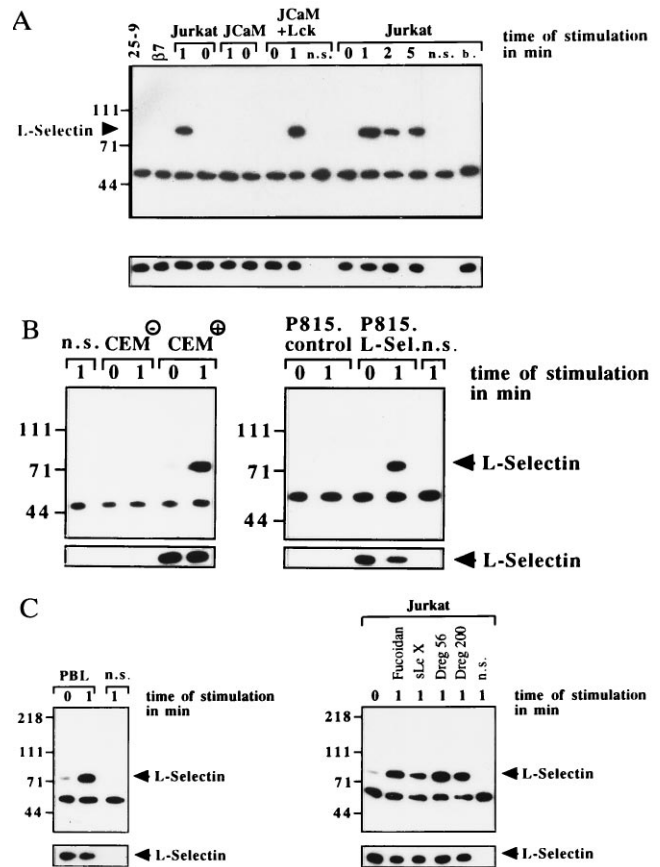 A
25-9
β7
Jurkat
JCaM
JCaM
+Lck
Jurkat
1 0 1 0 0 1 n.s. 0 1 2 5 n.s. b.
time of stimulation
in min
111
L-Selectin
71
44
B
n.s. CEM⊖ CEM⊕
1 0 1 0 1
111
71
44
P815. P815.
control L-Sel. n.s.
0 1 0 1 1
time of stimulation
in min
111
71
44
L-Selectin
L-Selectin
C
PBL n.s.
0 1 1
time of stimulation
in min
218
111
71
44
L-Selectin
L-Selectin
Jurkat
Fucoidan
sLe X
Dreg 56
Dreg 200
n.s.
0 1 1 1 1 1
time of stimulation
in min
218
111
71
44
L-Selectin
L-Selectin